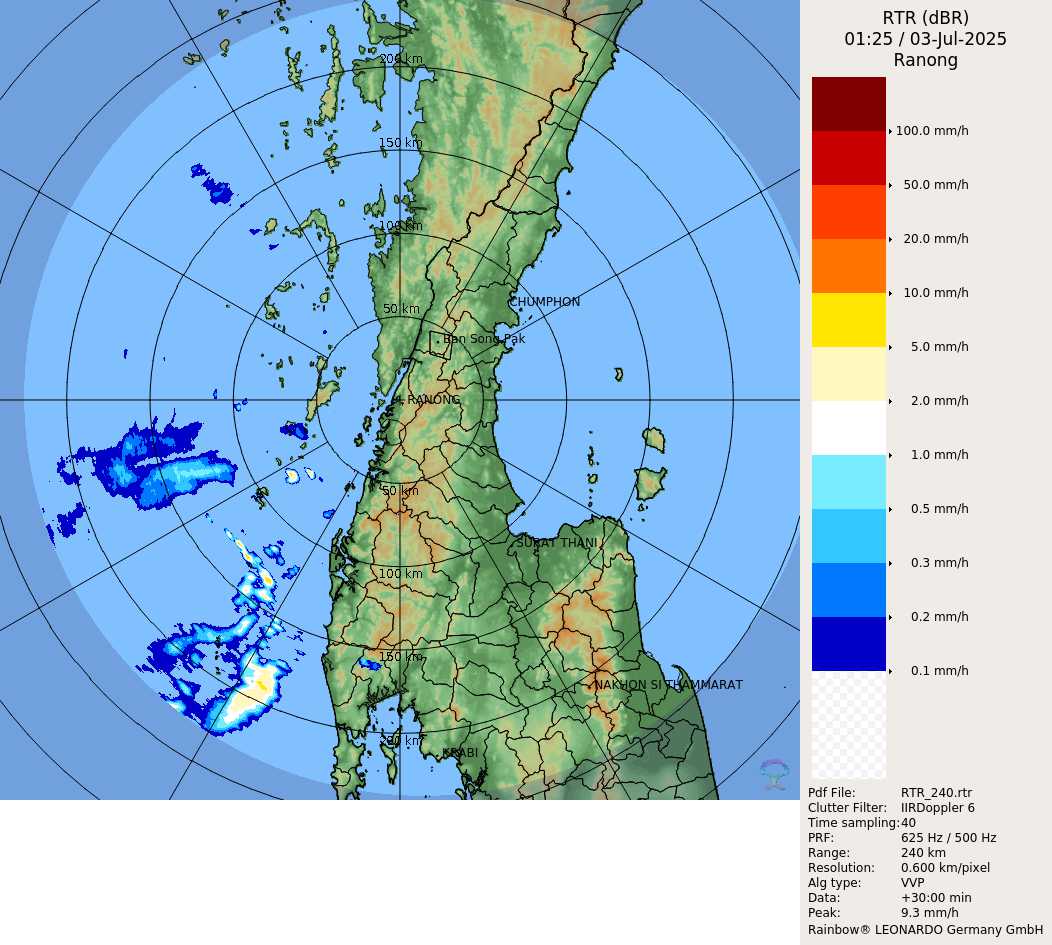 RTR (dBR)
01:25 / 03-Jul-2025
Ranong
200 km
150 km
100 km
50 km
CHUMPHON
Ban Song Pak
RANONG
50 km
SURAT THANI
100 km
150 km
NAKHON SI THAMMARAT
200 km
KRABI
100.0 mm/h
50.0 mm/h
20.0 mm/h
10.0 mm/h
5.0 mm/h
2.0 mm/h
1.0 mm/h
0.5 mm/h
0.3 mm/h
0.2 mm/h
0.1 mm/h
Pdf File: RTR_240.rtr
Clutter Filter: IIRDoppler 6
Time sampling:40
PRF: 625 Hz / 500 Hz
Range: 240 km
Resolution: 0.600 km/pixel
Alg type: VVP
Data: +30:00 min
Peak: 9.3 mm/h
Rainbow® LEONARDO Germany GmbH